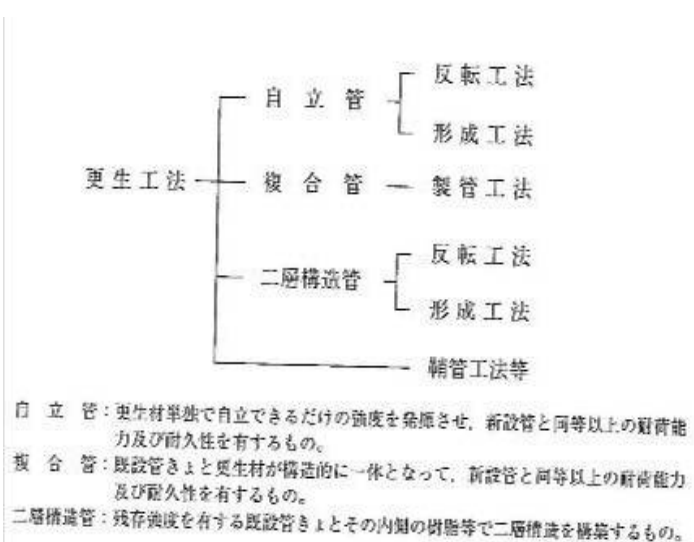 反転工法
自立管
形成工法
更生工法
複合管
製管工法
反転工法
二層構造管
形成工法
鞘管工法等
自立管：更生材単独で自立できるだけの強度を発揮させ，新設管と同等以上の耐荷能
力及び耐久性を有するもの。
複合管：既設管きょと更生材が構造的に一体となって，新設管と同等以上の耐荷能力
及び耐久性を有するもの。
二層構造管：残存強度を有する既設管きょとその内側の樹脂等で二層構造を構築するもの。